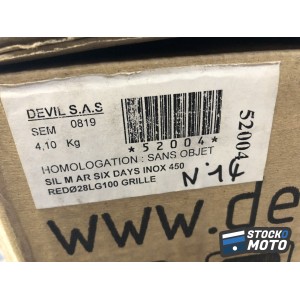 DEVIL S.A.S
SEM 0819
4,10 Kg
*52004*
52004
HOMOLOGATION : SANS OBJET
SIL M AR SIX DAYS INOX 450
REDØ28LG100 GRILLE
N°14
www.de
STOCKO
MOTO